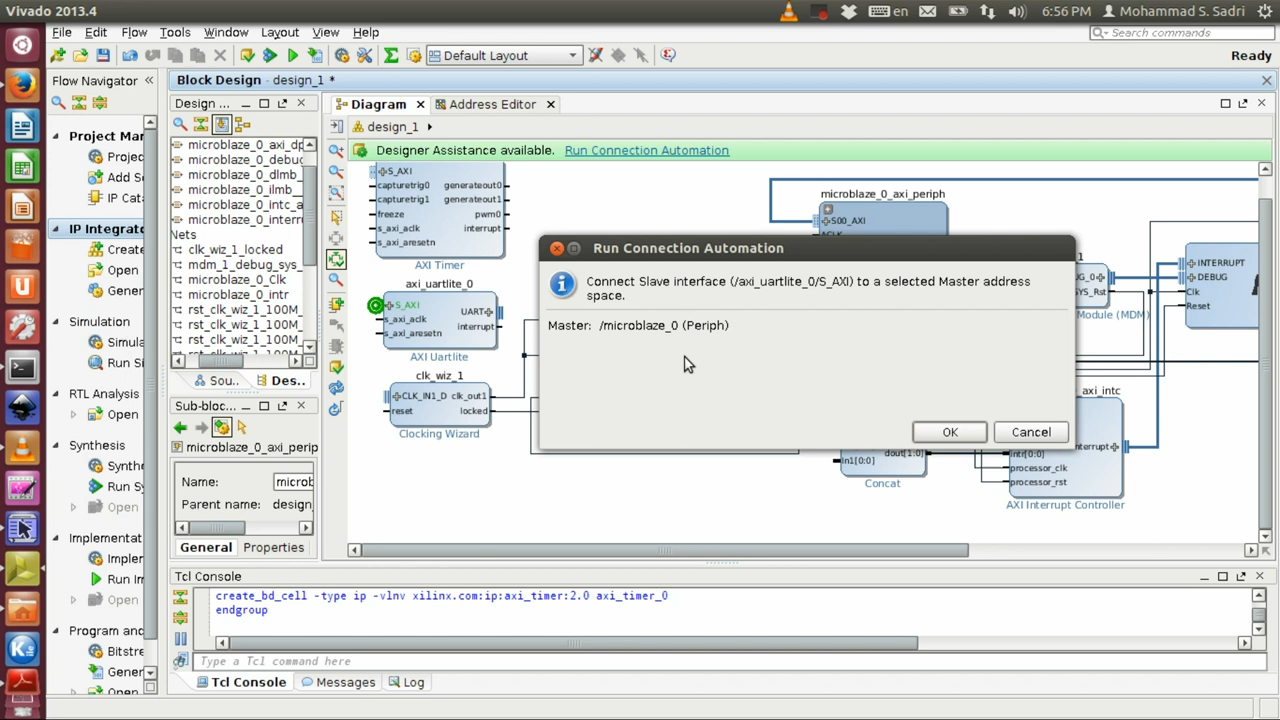 Vivado 2013.4
en
6:56 PM
Mohammad S. Sadri
File Edit Flow Tools Window Layout View Help
Search commands
Default Layout
Ready
Flow Navigator
Block Design - design_1 *
Design ...
Diagram
Address Editor
design_1
Designer Assistance available. Run Connection Automation
Project Mar
Projec
Add So
IP Cat
IP Integrat
Create
Open
Gener
Simulation
Simula
Run Si
RTL Analysis
Open
Synthesis
Synth
Run Sy
Open
Implementat
Implem
Run Im
Open
Program and
Bitstre
Gener
Open
microblaze_0_axi_dp
microblaze_0_debug
microblaze_0_dlmb_
microblaze_0_ilmb_
microblaze_0_intc_a
microblaze_0_interr
Nets
clk_wiz_1_locked
mdm_1_debug_sys_
microblaze_0_Clk
microblaze_0_intr
rst_clk_wiz_1_100M_
rst_clk_wiz_1_100M_
rst_clk_wiz_1_100M_
Sou...
Des...
Sub-bloc
microblaze_0_axi_perip
Name:
microb
Parent name:
design_
General
Properties
S_AXI
capturetrig0
generateout0
capturetrig1
generateout1
freeze
pwm0
s_axi_aclk
interrupt
s_axi_aresetn
AXI Timer
axi_uartlite_0
S_AXI
UART
s_axi_aclk
interrupt
s_axi_aresetn
AXI Uartlite
clk_wiz_1
CLK_IN1_D
clk_out1
reset
locked
Clocking Wizard
microblaze_0_axi_periph
S00_AXI
Run Connection Automation
Connect Slave interface (/axi_uartlite_0/S_AXI) to a selected Master address
space.
Master: /microblaze_0 (Periph)
OK
Cancel
INTERRUPT
DEBUG
Clk
Reset
Module (MDM)
In1[0:0]
dout[1:0]
Concat
axi_intc
intr[0:0]
processor_clk
processor_rst
AXI Interrupt Controller
Tcl Console
create_bd_cell -type ip -vlnv xilinx.com:ip:axi_timer:2.0 axi_timer_0
endgroup
Type a Tcl command here
Tcl Console
Messages
Log